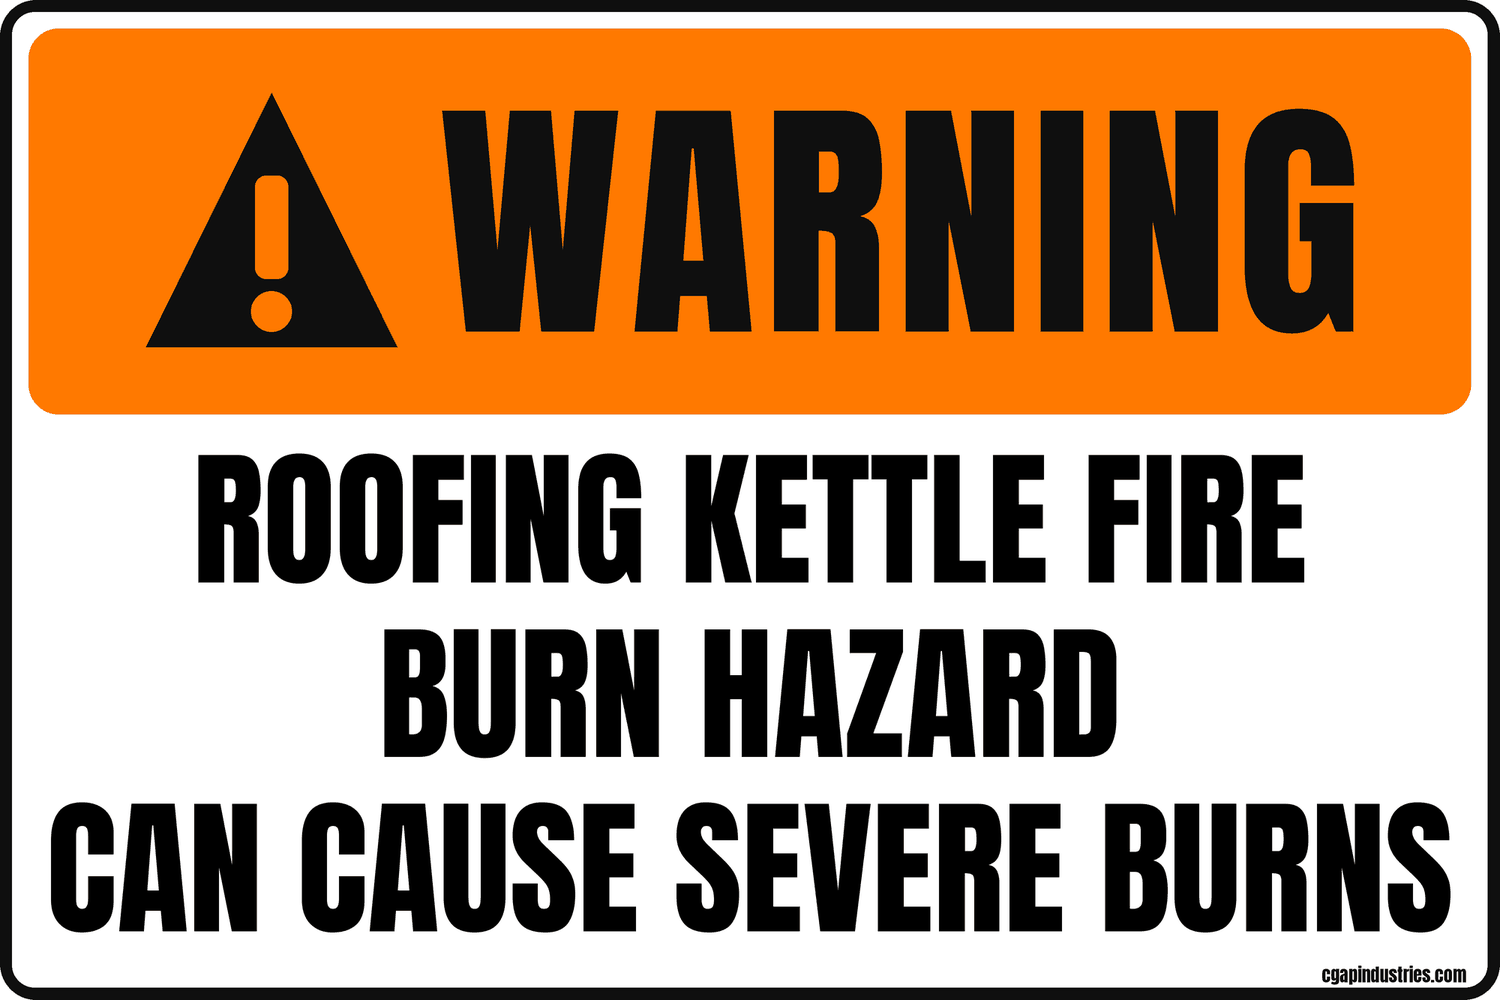 WARNING
ROOFING KETTLE FIRE
BURN HAZARD
CAN CAUSE SEVERE BURNS
cgapindustries.com